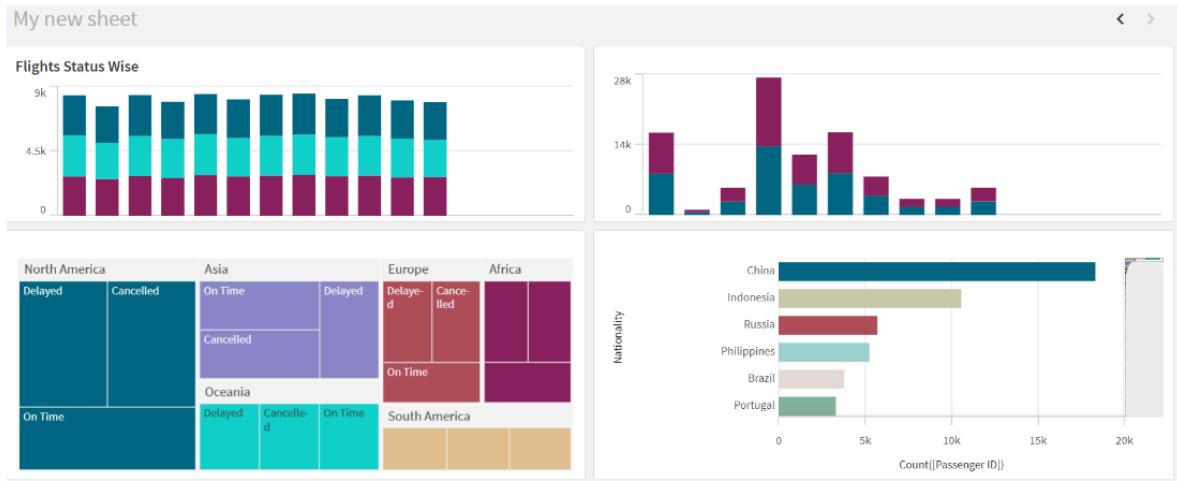 My new sheet
Flights Status Wise
9k
4.5k
0
28k
14k
0
North America
Delayed
Cancelled
On Time
Asia
On Time
Delayed
Cancelled
Oceania
Delayed
Cancelle-
d
On Time
Europe
Delaye-
d
Cance-
lled
On Time
Africa
South America
Nationality
China
Indonesia
Russia
Philippines
Brazil
Portugal
0
5k
10k
15k
20k
Count([Passenger ID])